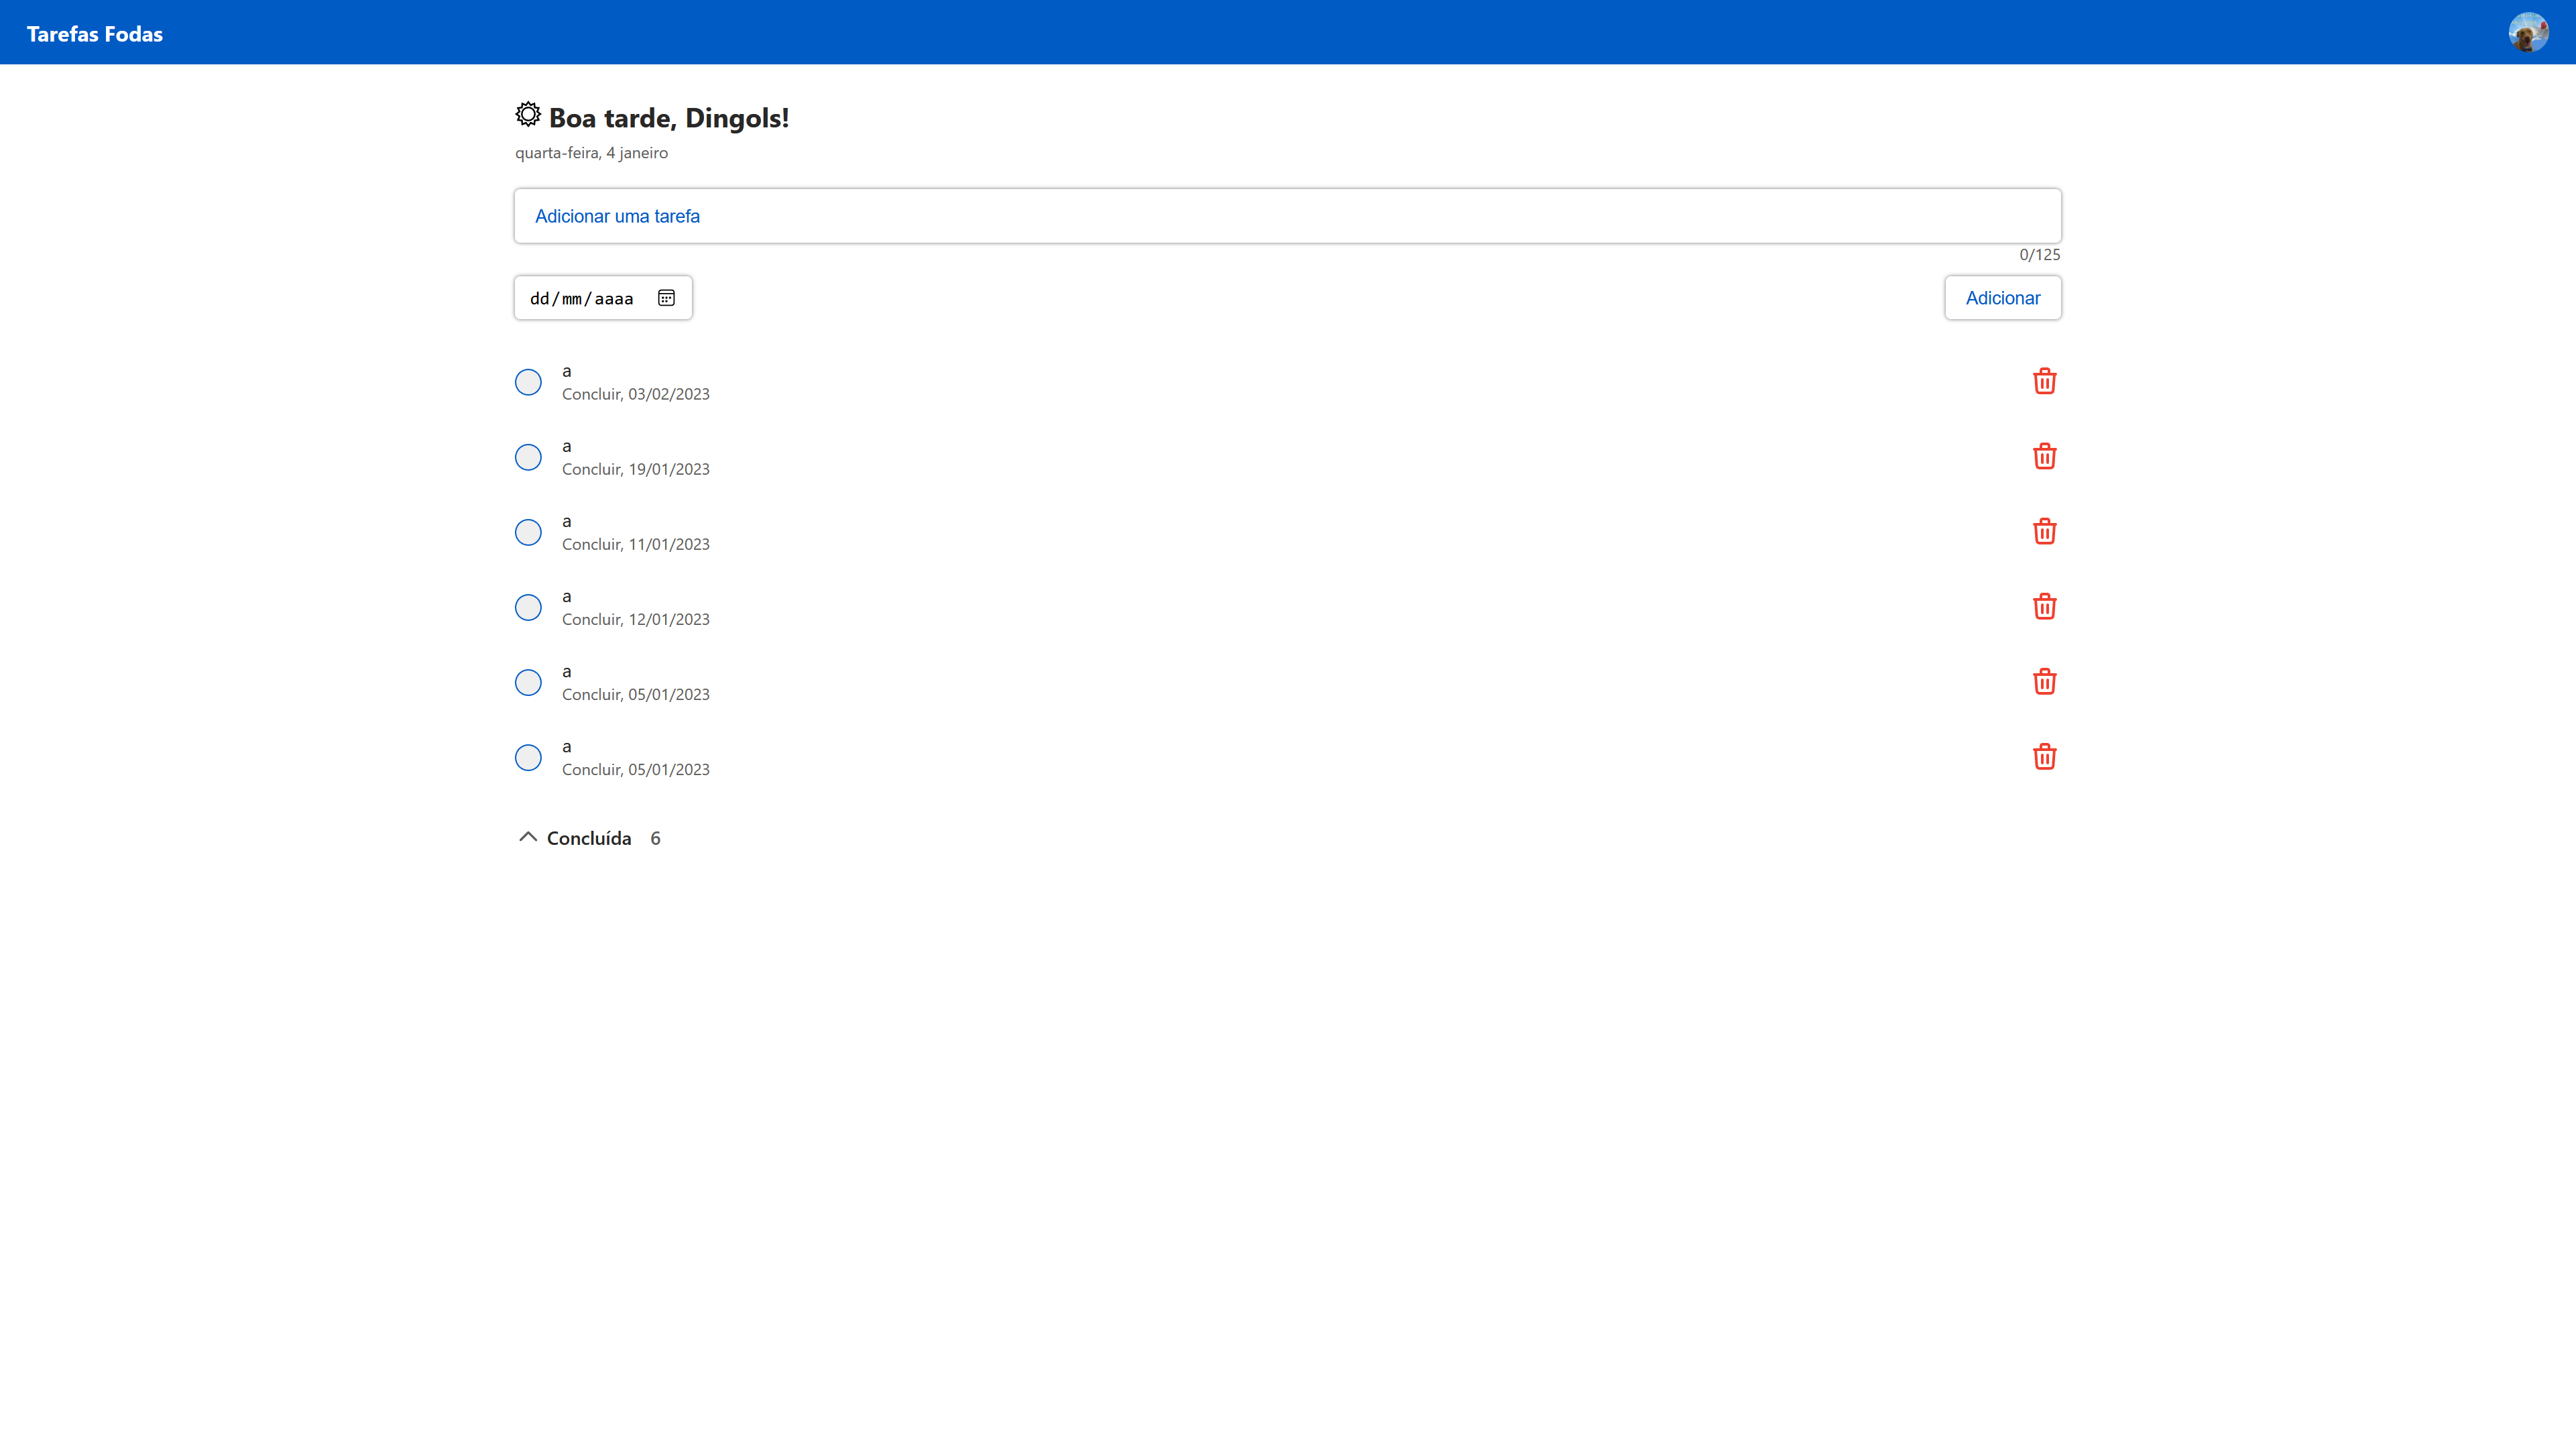 Tarefas Fodas
Boa tarde, Dingols!
quarta-feira, 4 janeiro
Adicionar uma tarefa
0/125
dd/mm/aaaa
Adicionar
a
Concluir, 03/02/2023
a
Concluir, 19/01/2023
a
Concluir, 11/01/2023
a
Concluir, 12/01/2023
a
Concluir, 05/01/2023
a
Concluir, 05/01/2023
Concluída 6